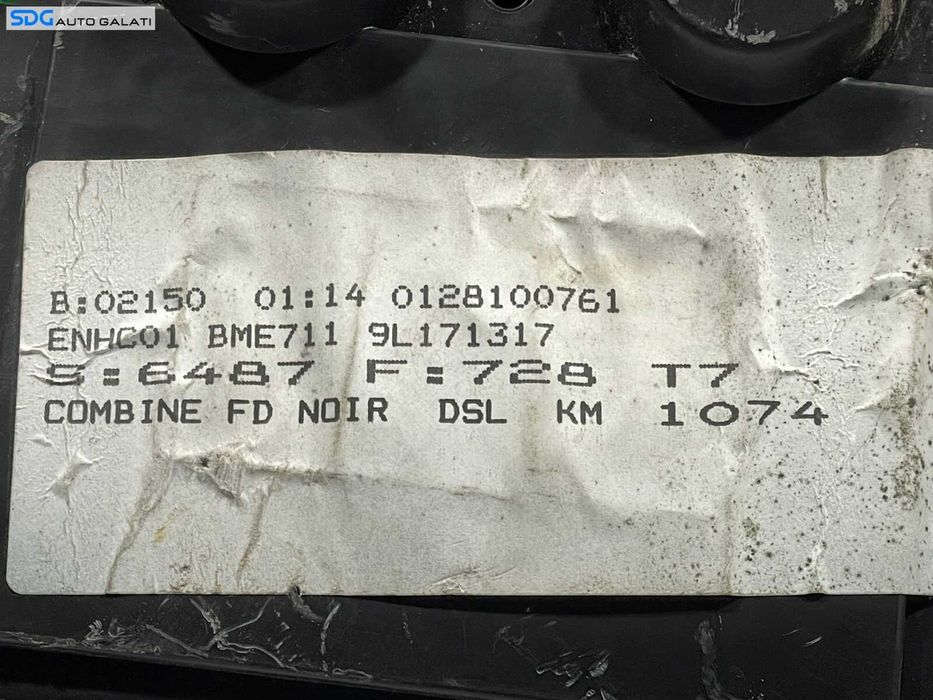 SDG AUTO GALATI
B:02150 01:14 0128100761
ENHC01 BME711 9L171317
S:6487 F:728 T7
COMBINE FD NOIR DSL KM 1074